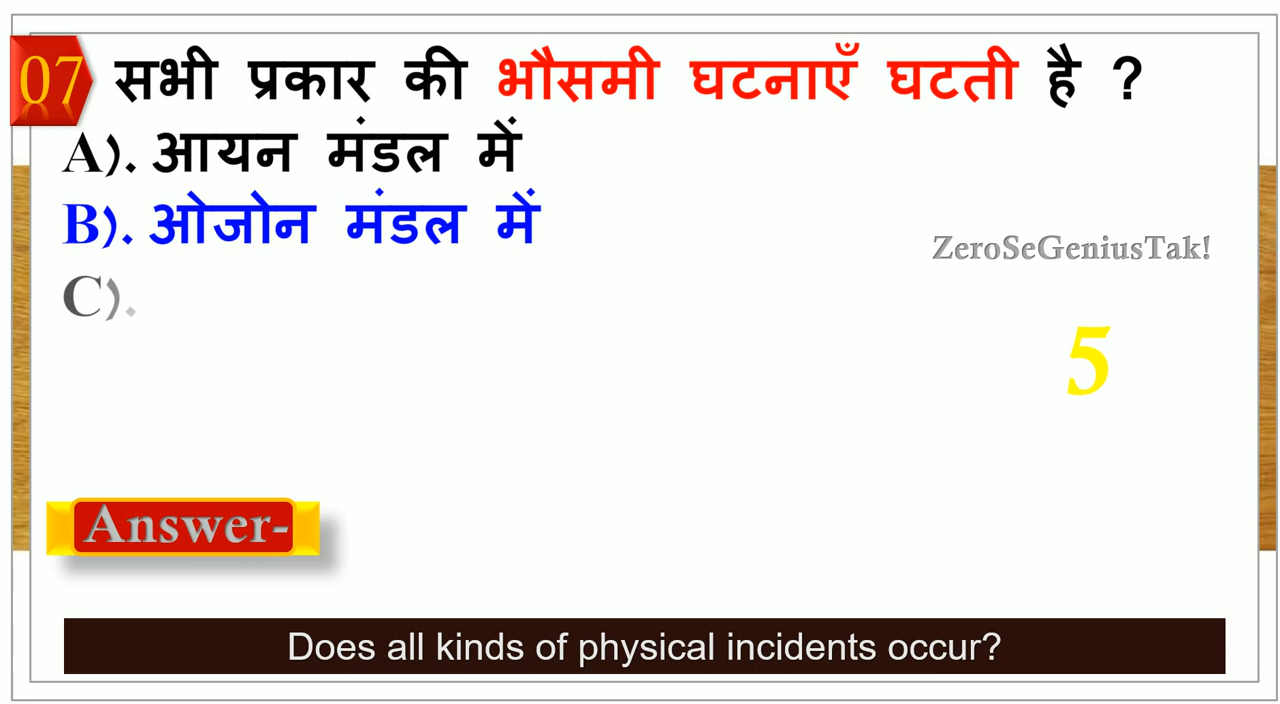 07 सभी प्रकार की भौसमी घटनाएँ घटती है ?
A). आयन मंडल में
B). ओजोन मंडल में
ZeroSeGeniusTak!
C).
5
Answer-
Does all kinds of physical incidents occur?